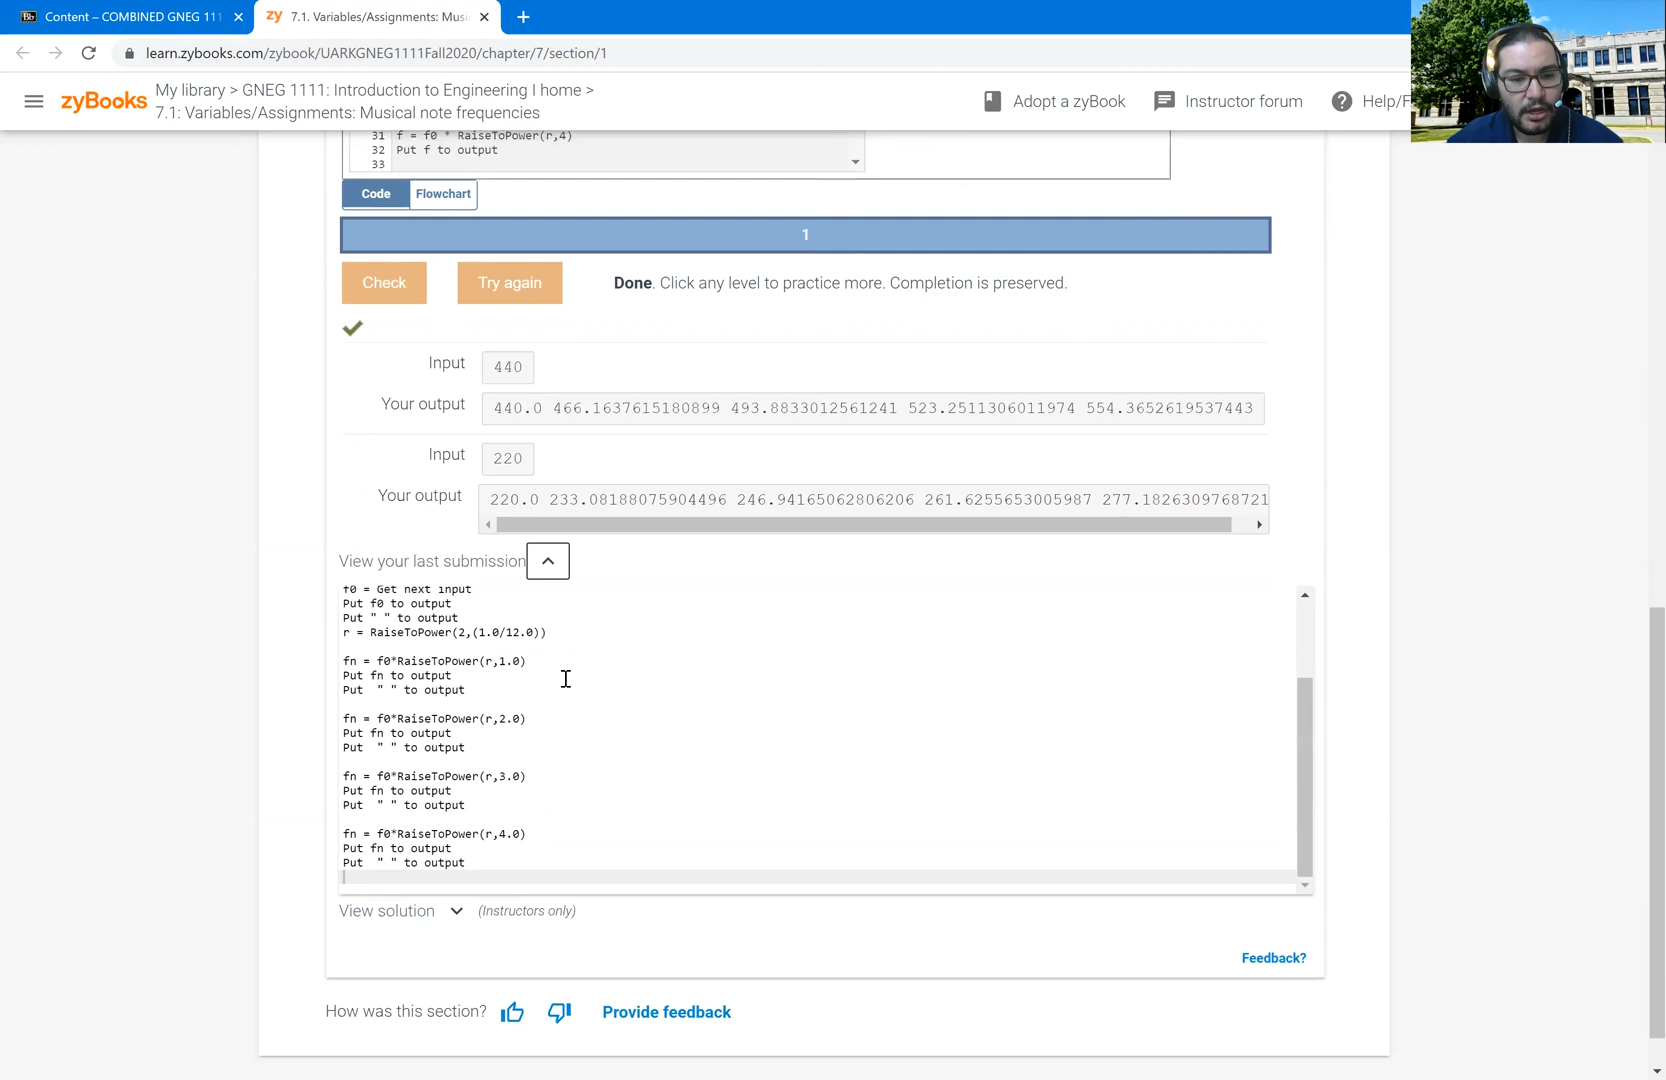 Bb Content – COMBINED GNEG 111
zy 7.1. Variables/Assignments: Musi
learn.zybooks.com/zybook/UARKGNEG1111Fall2020/chapter/7/section/1
zyBooks
My library > GNEG 1111: Introduction to Engineering I home >
7.1: Variables/Assignments: Musical note frequencies
Adopt a zyBook
Instructor forum
Help/F
31 f = f0 * RaiseToPower(r,4)
32 Put f to output
33
Code Flowchart
1
Check Try again Done. Click any level to practice more. Completion is preserved.
Input 440
Your output 440.0 466.1637615180899 493.8833012561241 523.2511306011974 554.3652619537443
Input 220
Your output 220.0 233.08188075904496 246.94165062806206 261.6255653005987 277.1826309768721
View your last submission
f0 = Get next input
Put f0 to output
Put " " to output
r = RaiseToPower(2,(1.0/12.0))
fn = f0*RaiseToPower(r,1.0)
Put fn to output
Put  " " to output
fn = f0*RaiseToPower(r,2.0)
Put fn to output
Put  " " to output
fn = f0*RaiseToPower(r,3.0)
Put fn to output
Put  " " to output
fn = f0*RaiseToPower(r,4.0)
Put fn to output
Put  " " to output
View solution (Instructors only)
Feedback?
How was this section? Provide feedback